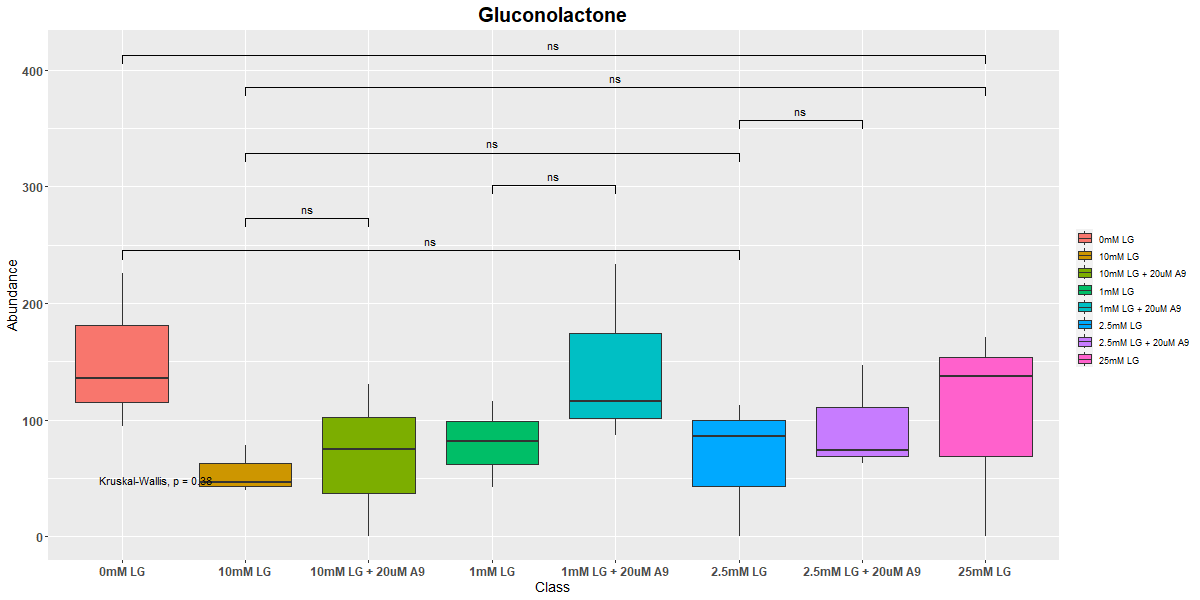 Gluconolactone
ns
ns
ns
ns
ns
ns
ns
Kruskal-Wallis, p = 0.38
400
300
200
100
0
Abundance
0mM LG
10mM LG
10mM LG + 20uM A9
1mM LG
1mM LG + 20uM A9
2.5mM LG
2.5mM LG + 20uM A9
25mM LG
Class
0mM LG
10mM LG
10mM LG + 20uM A9
1mM LG
1mM LG + 20uM A9
2.5mM LG
2.5mM LG + 20uM A9
25mM LG